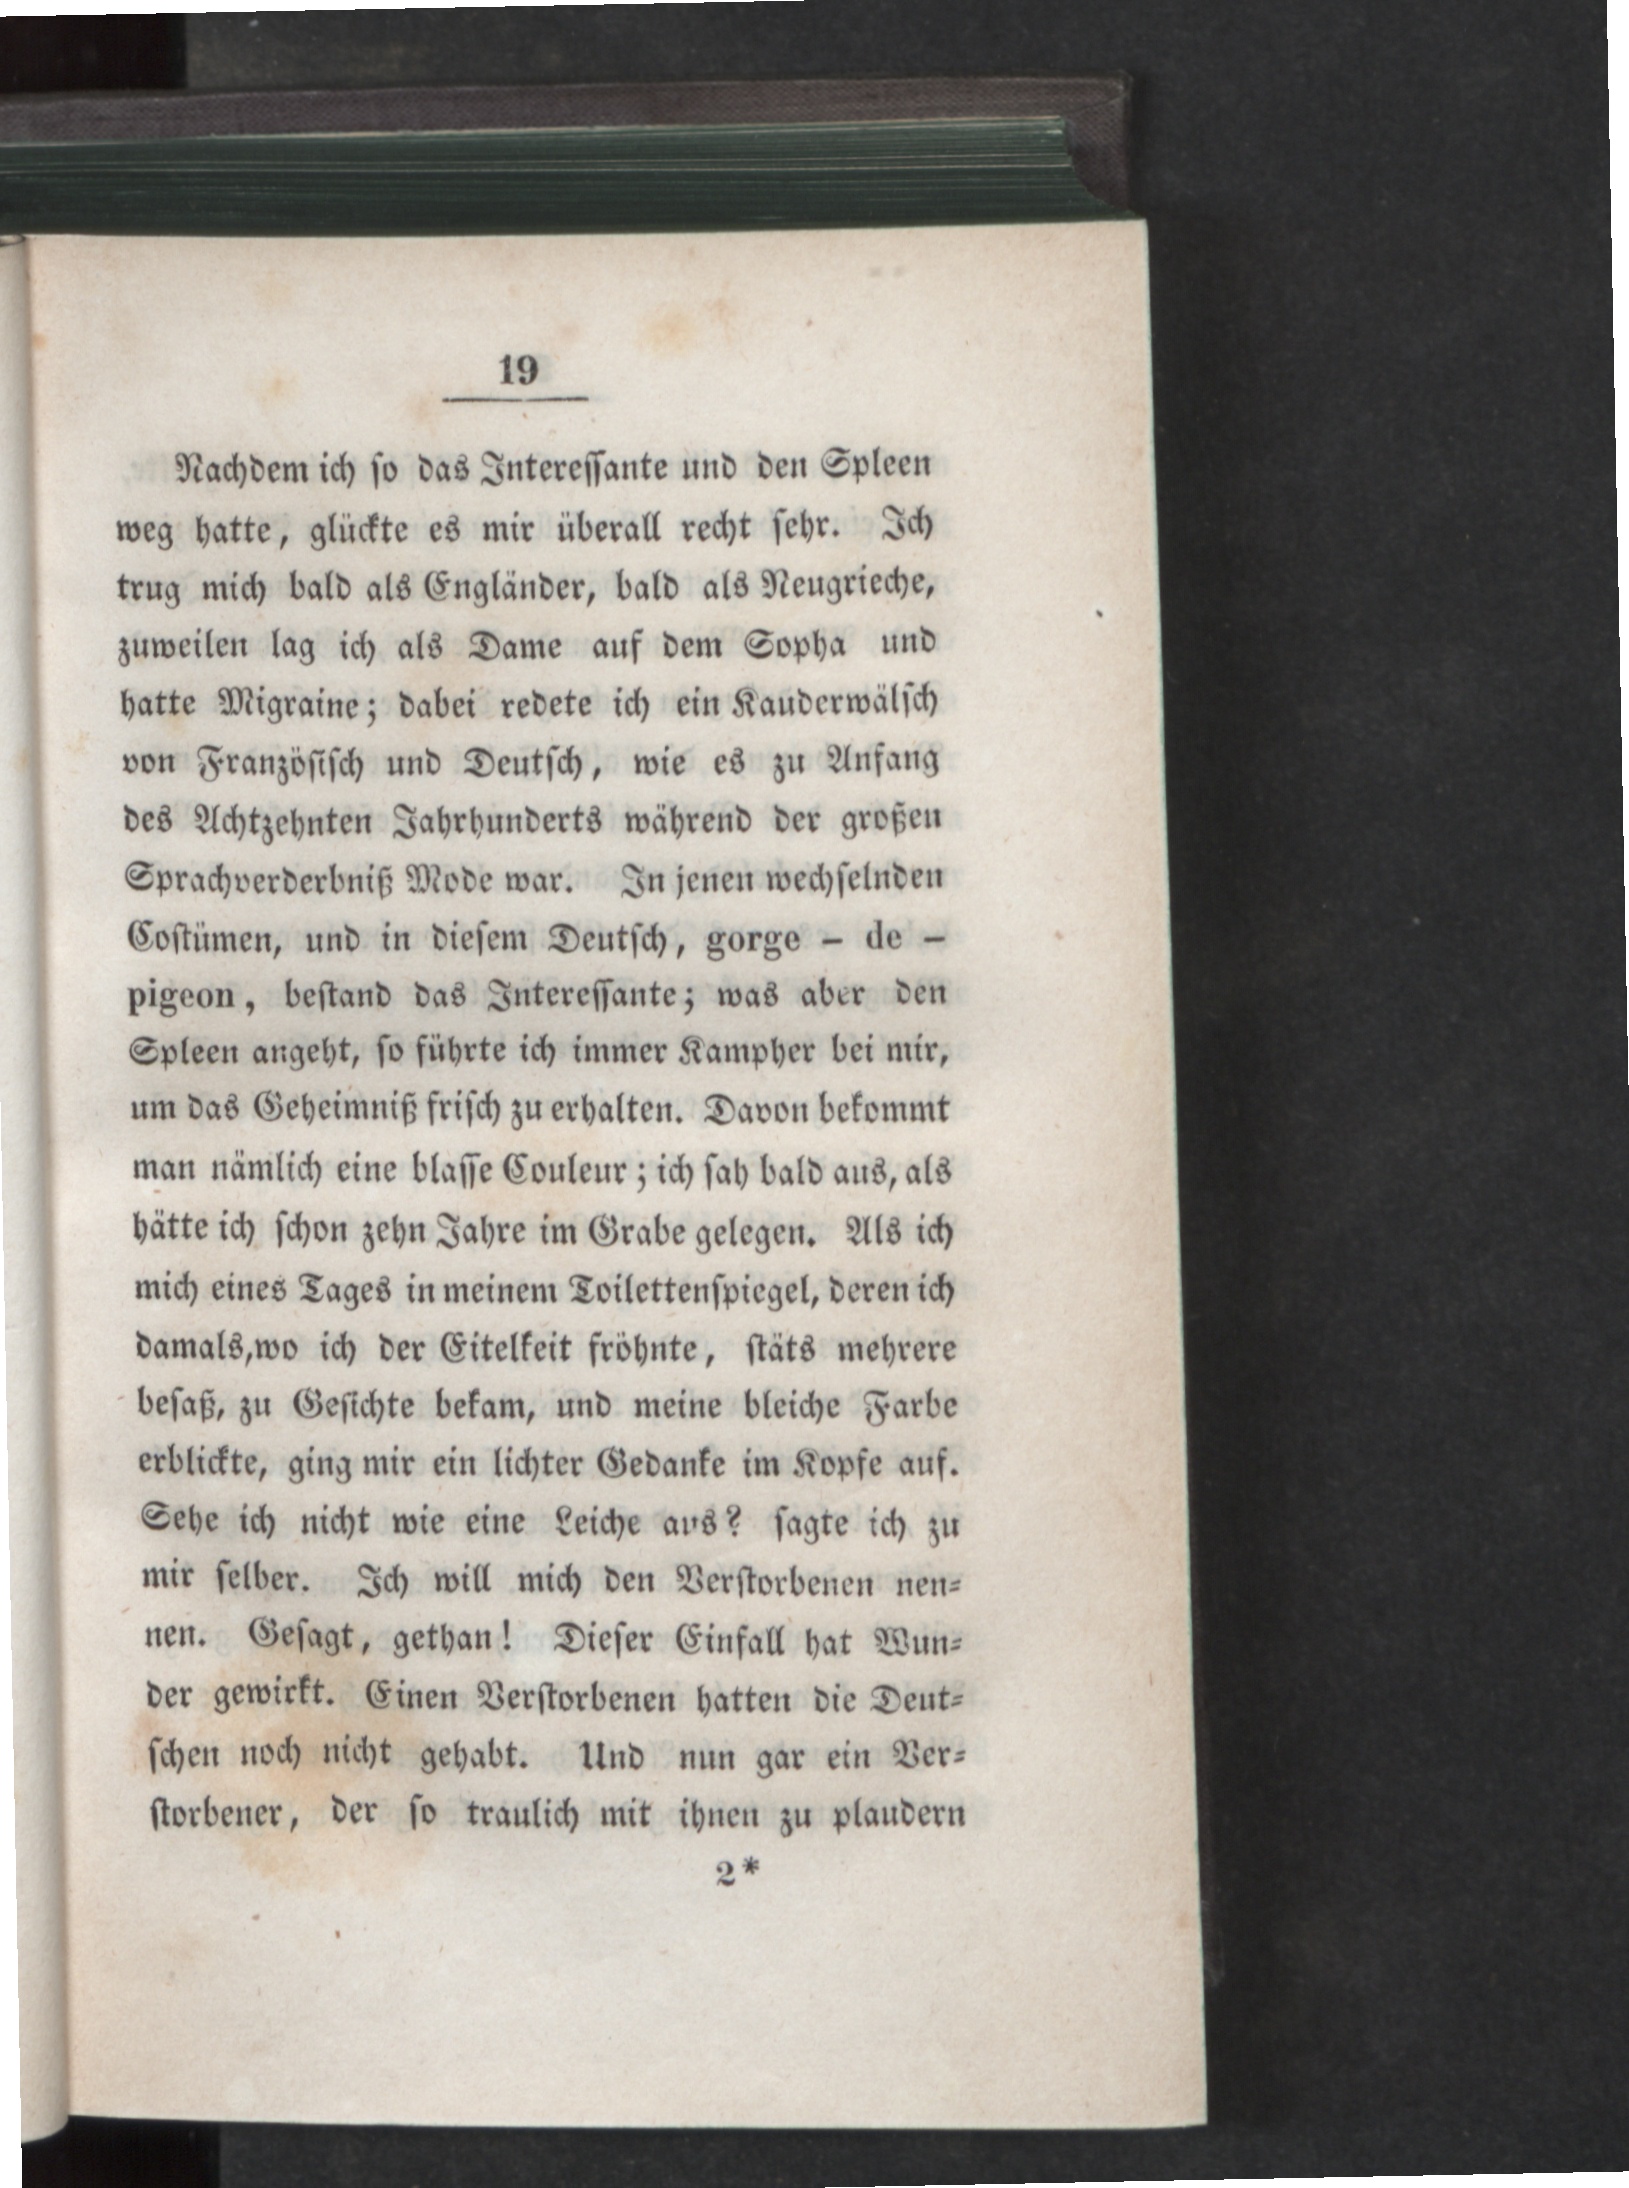 19
Nachdem ich ſo das Intereſſante und den Spleen
weg hatte, glückte es mir überall recht ſehr. Ich
trug mich bald als Engländer, bald als Neugrieche,
zuweilen lag ich als Dame auf dem Sopha und
hatte Migraine; dabei redete ich ein Kauderwälſch
von Franzöſiſch und Deutſch, wie es zu Anfang
des Achtzehnten Jahrhunderts während der großen
Sprachverderbniß Mode war. In jenen wechſelnden
Coſtümen, und in dieſem Deutſch, gorge – de –
pigeon, beſtand das Intereſſante; was aber den
Spleen angeht, ſo führte ich immer Kampher bei mir,
um das Geheimniß friſch zu erhalten. Davon bekommt
man nämlich eine blaſſe Couleur; ich ſah bald aus, als
hätte ich ſchon zehn Jahre im Grabe gelegen. Als ich
mich eines Tages in meinem Toilettenſpiegel, deren ich
damals,wo ich der Eitelkeit fröhnte, ſtäts mehrere
beſaß, zu Geſichte bekam, und meine bleiche Farbe
erblickte, ging mir ein lichter Gedanke im Kopfe auf.
Sehe ich nicht wie eine Leiche aus? ſagte ich zu
mir ſelber. Ich will mich den Verſtorbenen nen⸗
nen. Geſagt, gethan! Dieſer Einfall hat Wun⸗
der gewirkt. Einen Verſtorbenen hatten die Deut⸗
ſchen noch nicht gehabt. Und nun gar ein Ver⸗
ſtorbener, der ſo traulich mit ihnen zu plaudern
2*